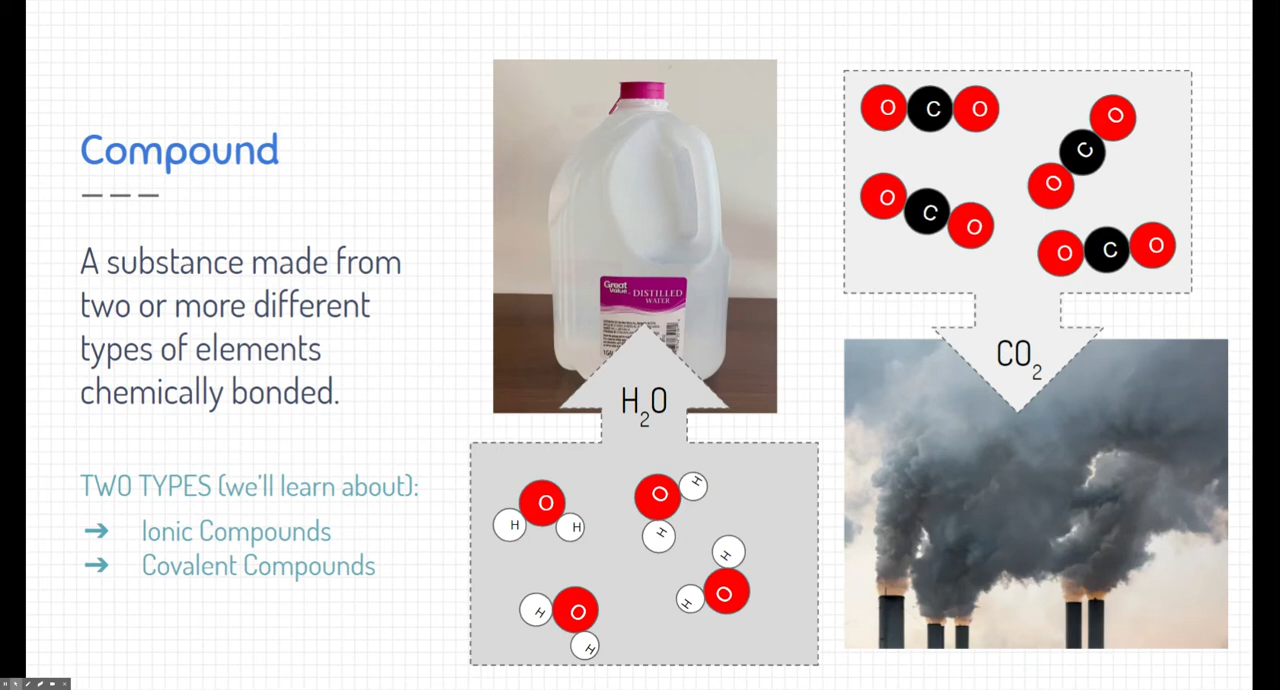 Compound
A substance made from
two or more different
types of elements
chemically bonded.
TWO TYPES (we'll learn about):
➔ Ionic Compounds
➔ Covalent Compounds
Great
Value
DISTILLED
WATER
H₂O
O
H
H
O
H
H
H
O
H
H
H
O
O C O
O
C
O
O
C
O
O C O
CO₂